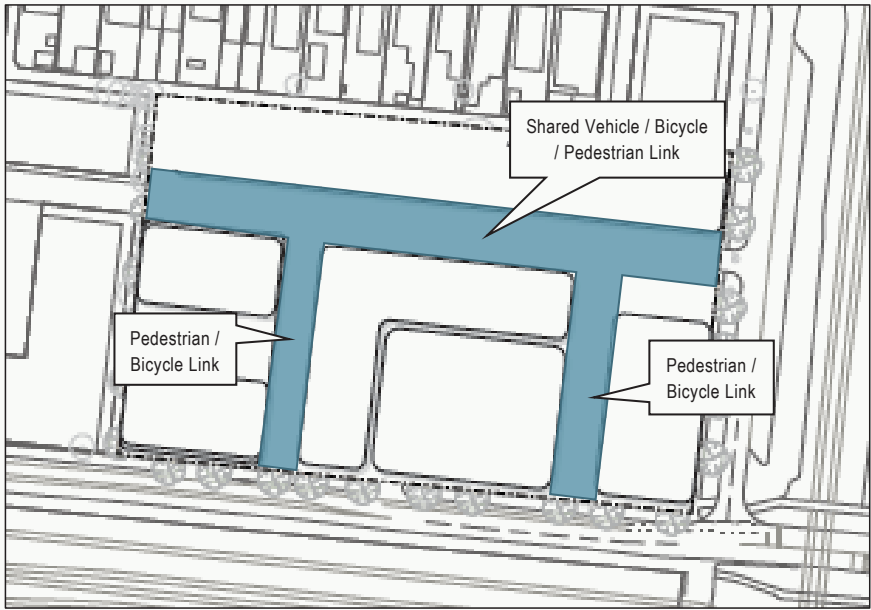 Shared Vehicle / Bicycle
/ Pedestrian Link
Pedestrian /
Bicycle Link
Pedestrian /
Bicycle Link